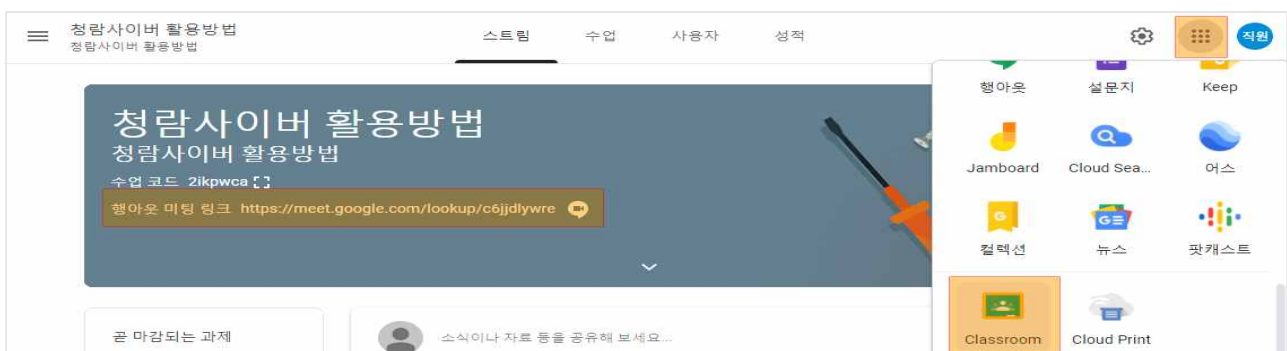 청람사이버 활용방법
청람사이버 활용방법
스트림 수업 사용자 성적
직원
청람사이버 활용방법
청람사이버 활용방법
수업 코드 2ikpwca
행아웃 미팅 링크 https://meet.google.com/lookup/c6jjdlywre
곧 마감되는 과제
소식이나 자료 등을 공유해 보세요...
행아웃 설문지 Keep
Jamboard Cloud Sea... 어스
컬렉션 뉴스 팟캐스트
Classroom Cloud Print